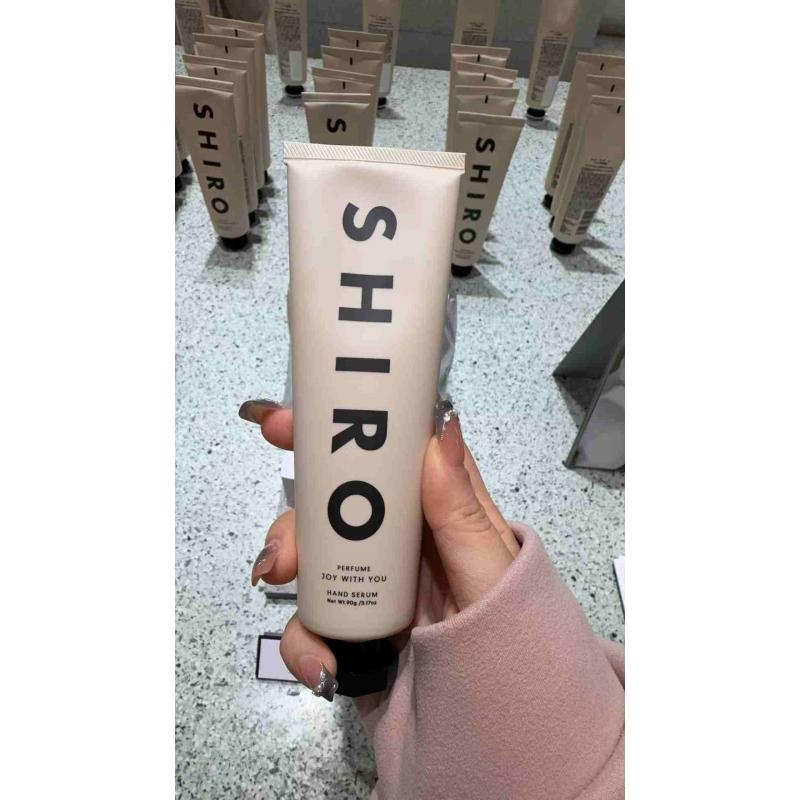 SHIRO
PERFUME
JOY WITH YOU
HAND SERUM
Net Wt.90g /3.17oz
SHIRO
S
SHIRO